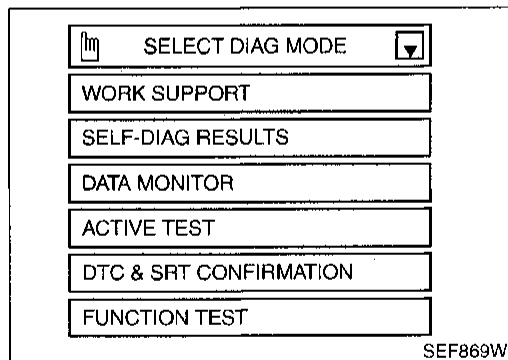 SELECT DIAG MODE
WORK SUPPORT
SELF-DIAG RESULTS
DATA MONITOR
ACTIVE TEST
DTC & SRT CONFIRMATION
FUNCTION TEST
SEF869W